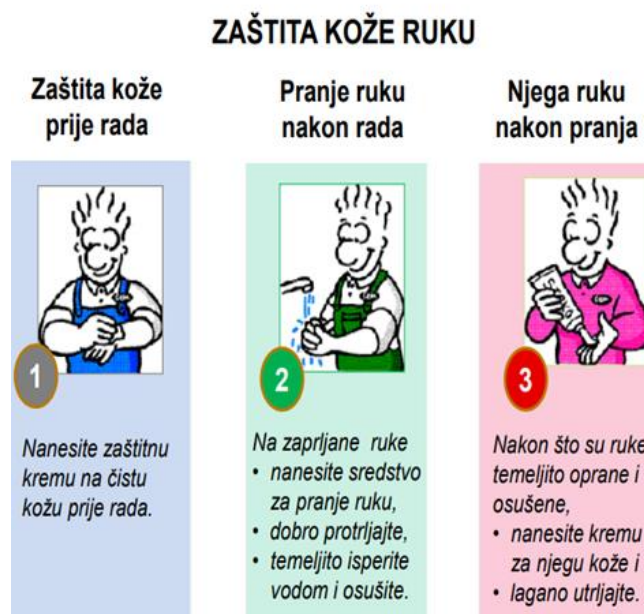 ZAŠTITA KOŽE RUKU
Zaštita kože
prije rada
1
Nanesite zaštitnu
kremu na čistu
kožu prije rada.
Pranje ruku
nakon rada
2
Na zaprljane ruke
• nanesite sredstvo
za pranje ruku,
• dobro protrljajte,
• temeljito isperite
vodom i osušite.
Njega ruku
nakon pranja
3
Nakon što su ruke
temeljito oprane i
osušene,
• nanesite kremu
za njegu kože i
• lagano utrljajte.